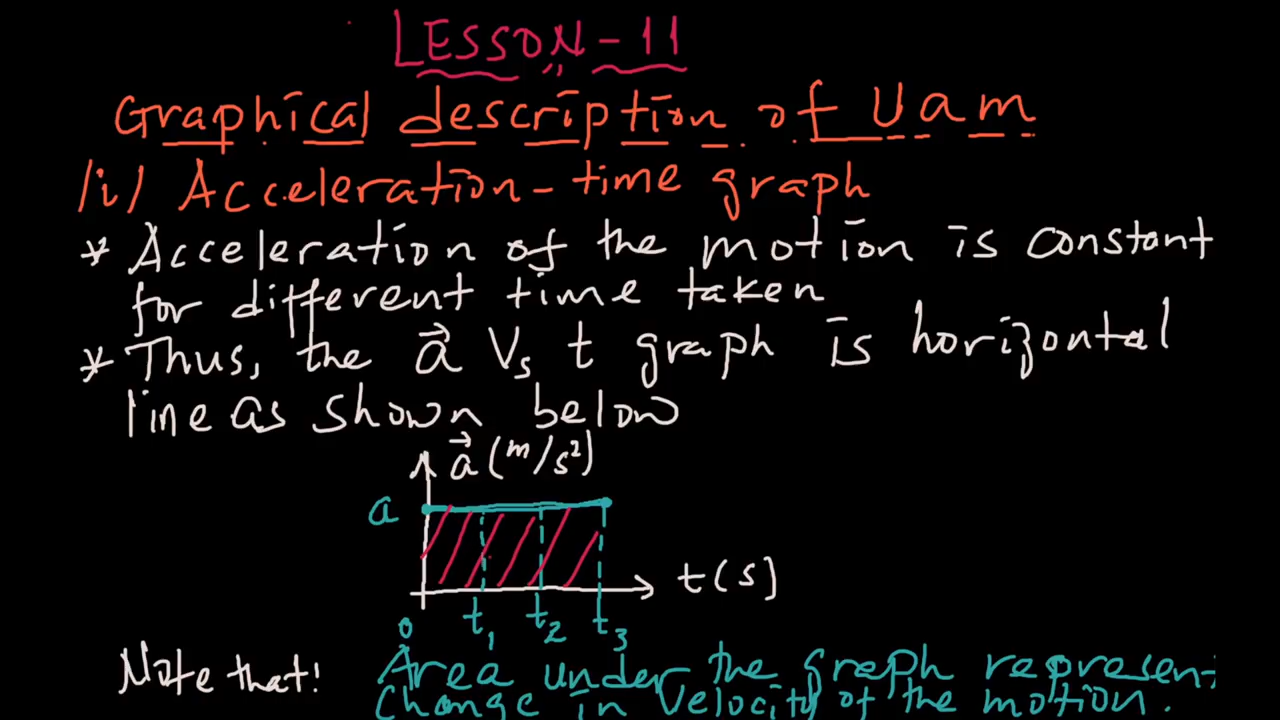 LESSON-11
Graphical description of Uam
/i/ Acceleration-time graph
* Acceleration of the motion is constant
for different time taken
* Thus, the a⃗ Vs t graph is horizontal
line as shown below
a⃗ (m/s²)
a
t(s)
0 t₁ t₂ t₃
Note that! Area under the graph represent
Change in Velocity of the motion.